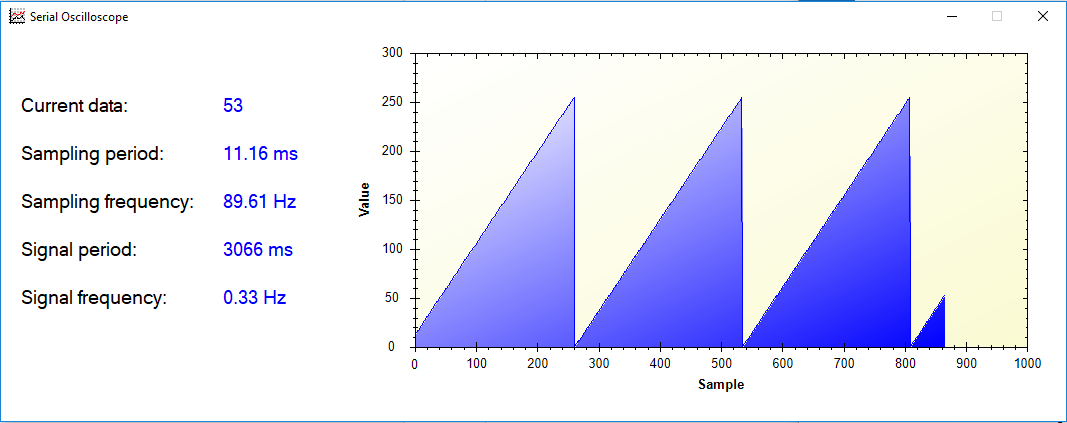 Serial Oscilloscope
Current data: 53
Sampling period: 11.16 ms
Sampling frequency: 89.61 Hz
Signal period: 3066 ms
Signal frequency: 0.33 Hz
300
250
200
150
100
50
0
Value
0 100 200 300 400 500 600 700 800 900 1000
Sample